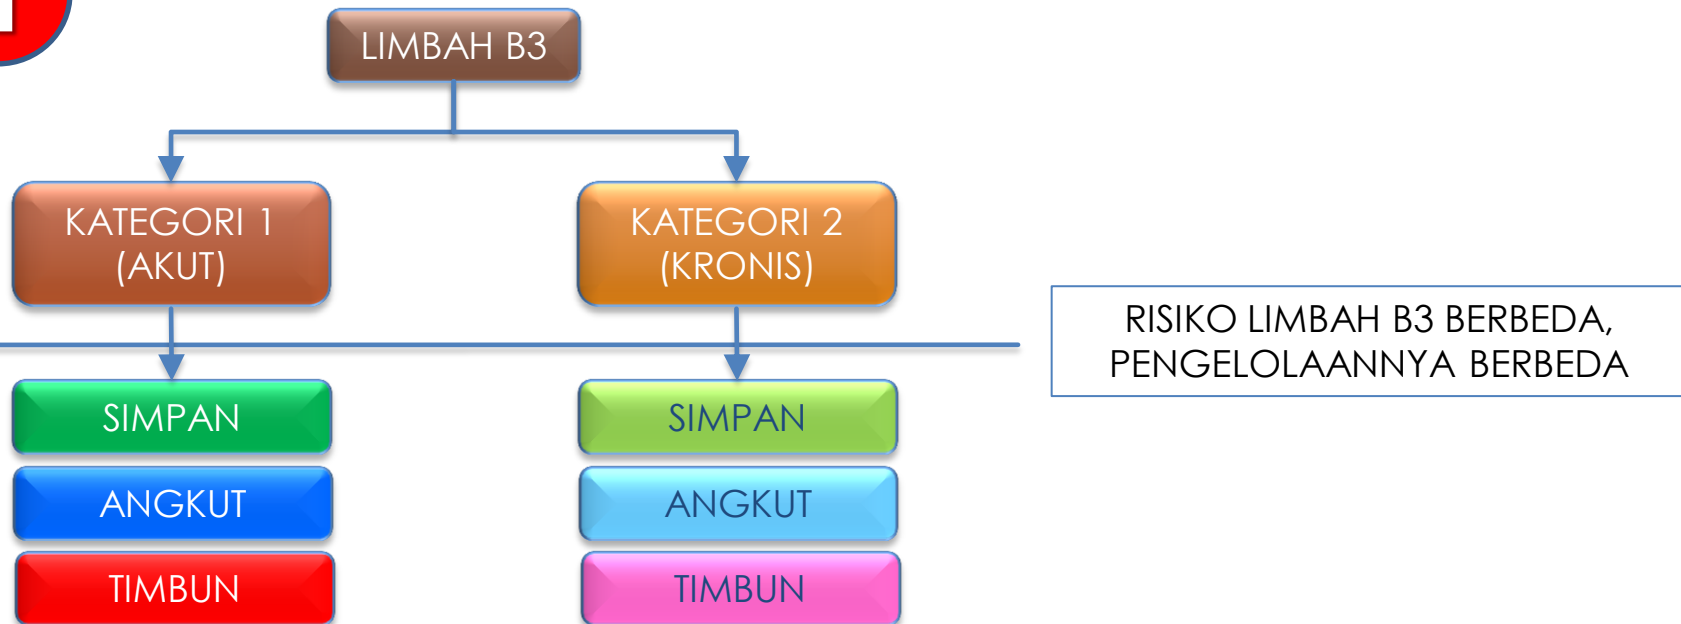 LIMBAH B3
KATEGORI 1
(AKUT)
KATEGORI 2
(KRONIS)
RISIKO LIMBAH B3 BERBEDA,
PENGELOLAANNYA BERBEDA
SIMPAN
SIMPAN
ANGKUT
ANGKUT
TIMBUN
TIMBUN